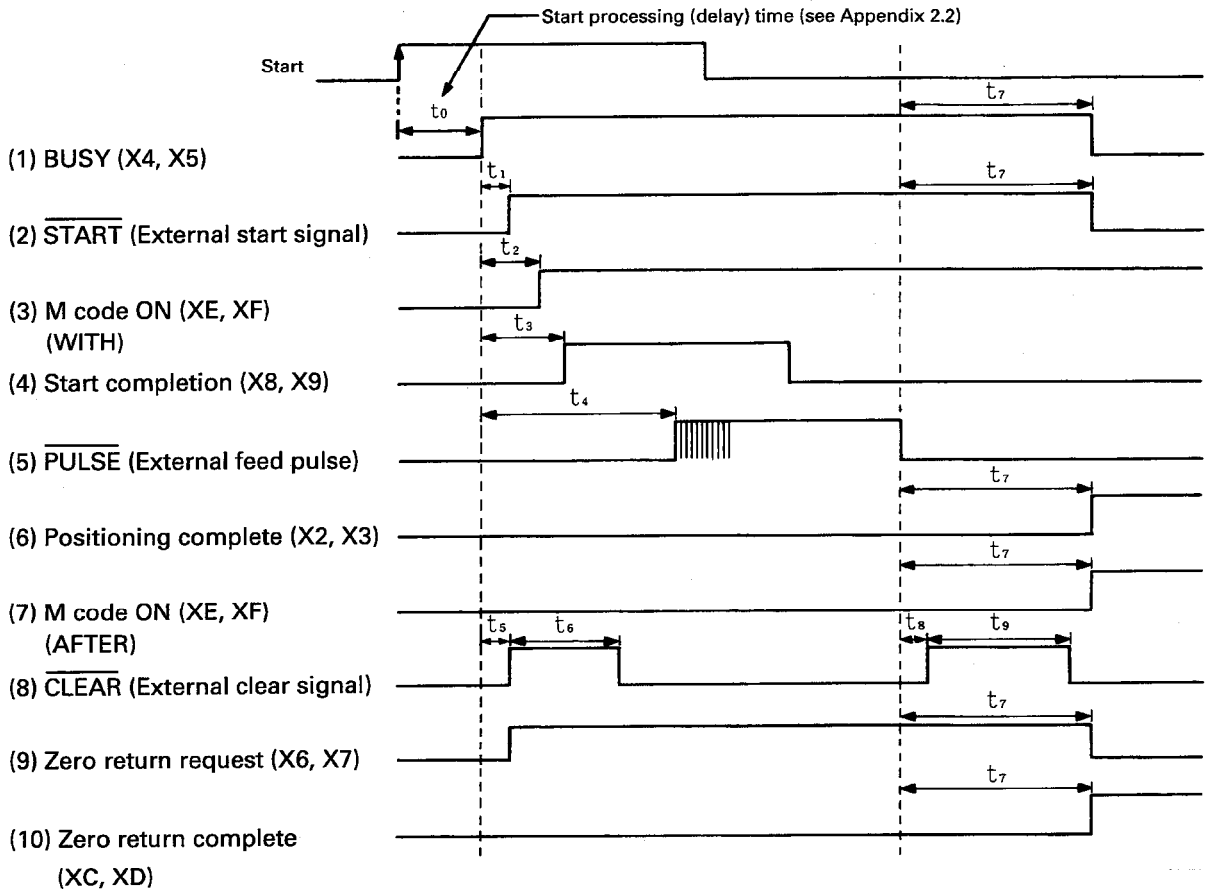 Start processing (delay) time (see Appendix 2.2)
Start
t₀
t₇
(1) BUSY (X4, X5)
t₁
t₇
(2) START (External start signal)
t₂
(3) M code ON (XE, XF)
(WITH)
t₃
(4) Start completion (X8, X9)
t₄
(5) PULSE (External feed pulse)
t₇
(6) Positioning complete (X2, X3)
t₇
(7) M code ON (XE, XF)
(AFTER)
t₅ t₆ t₈ t₉
(8) CLEAR (External clear signal)
t₇
(9) Zero return request (X6, X7)
t₇
(10) Zero return complete
(XC, XD)